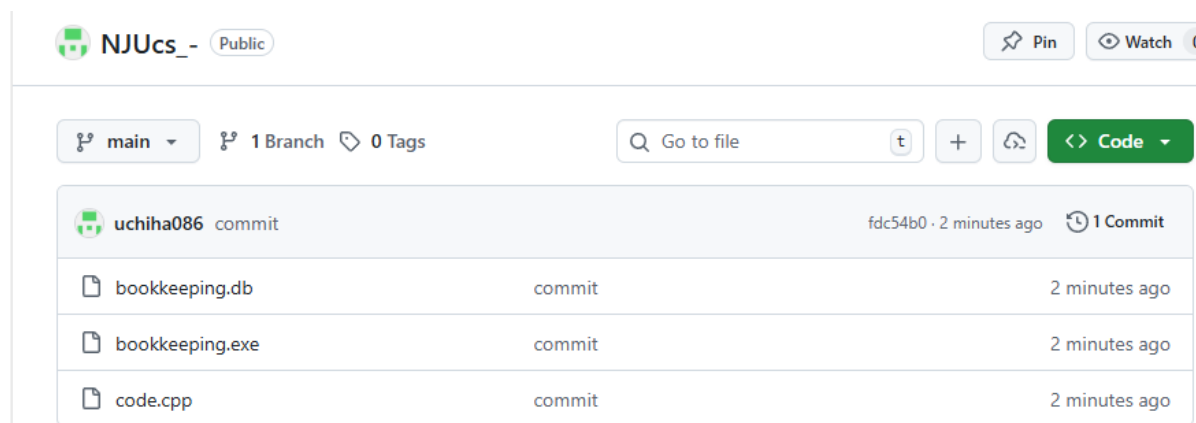 NJUcs_- Public Pin Watch
main 1 Branch 0 Tags Go to file t Code
uchiha086 commit fdc54b0 · 2 minutes ago 1 Commit
bookkeeping.db commit 2 minutes ago
bookkeeping.exe commit 2 minutes ago
code.cpp commit 2 minutes ago